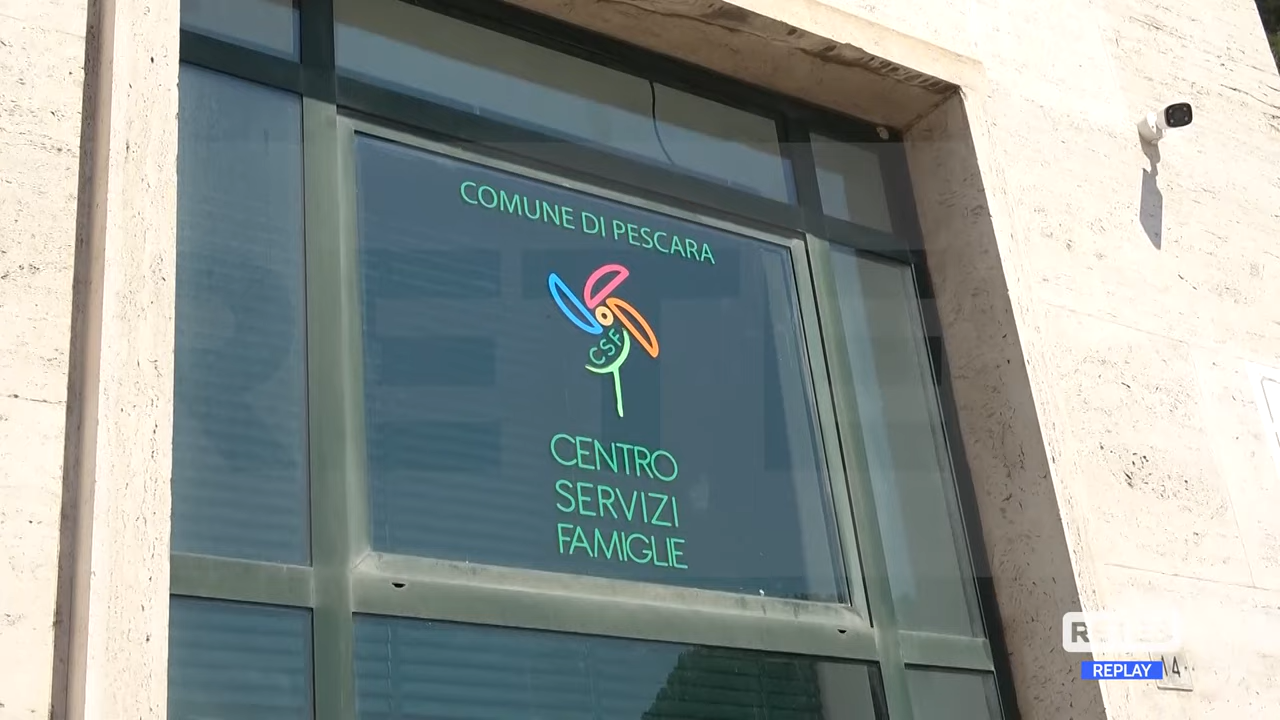 COMUNE DI PESCARA
CSF
CENTRO
SERVIZI
FAMIGLIE
REPLAY